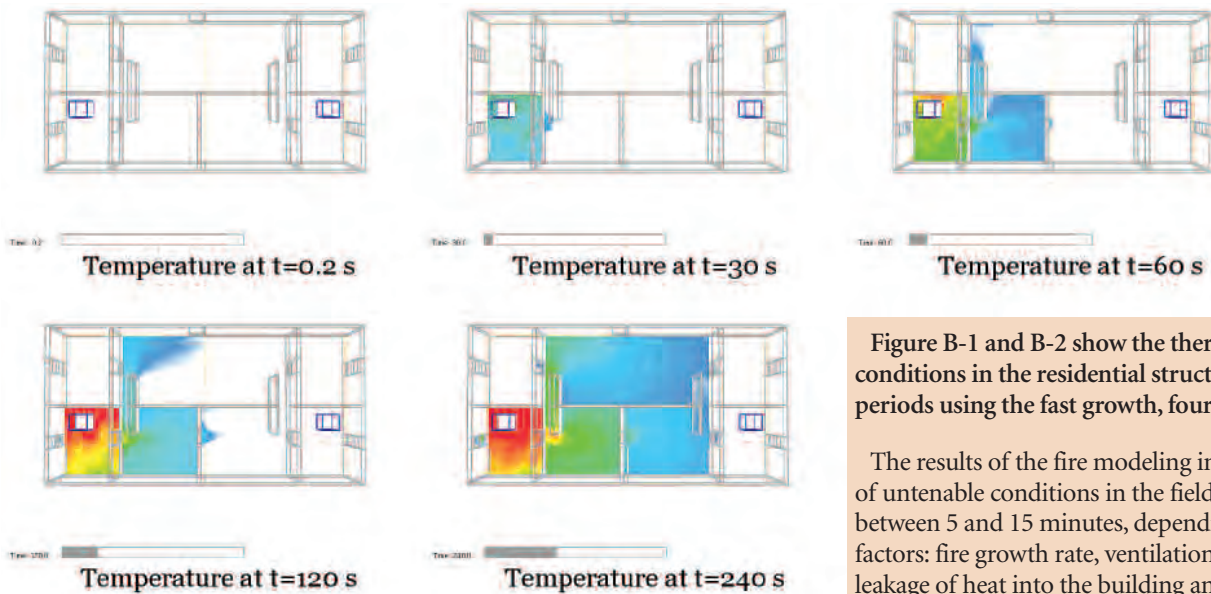 Temperature at t=0.2 s
Temperature at t=30 s
Temperature at t=60 s
Temperature at t=120 s
Temperature at t=240 s
Figure B-1 and B-2 show the ther
conditions in the residential struct
periods using the fast growth, four
The results of the fire modeling in
of untenable conditions in the field
between 5 and 15 minutes, dependi
factors: fire growth rate, ventilation
leakage of heat into the building an